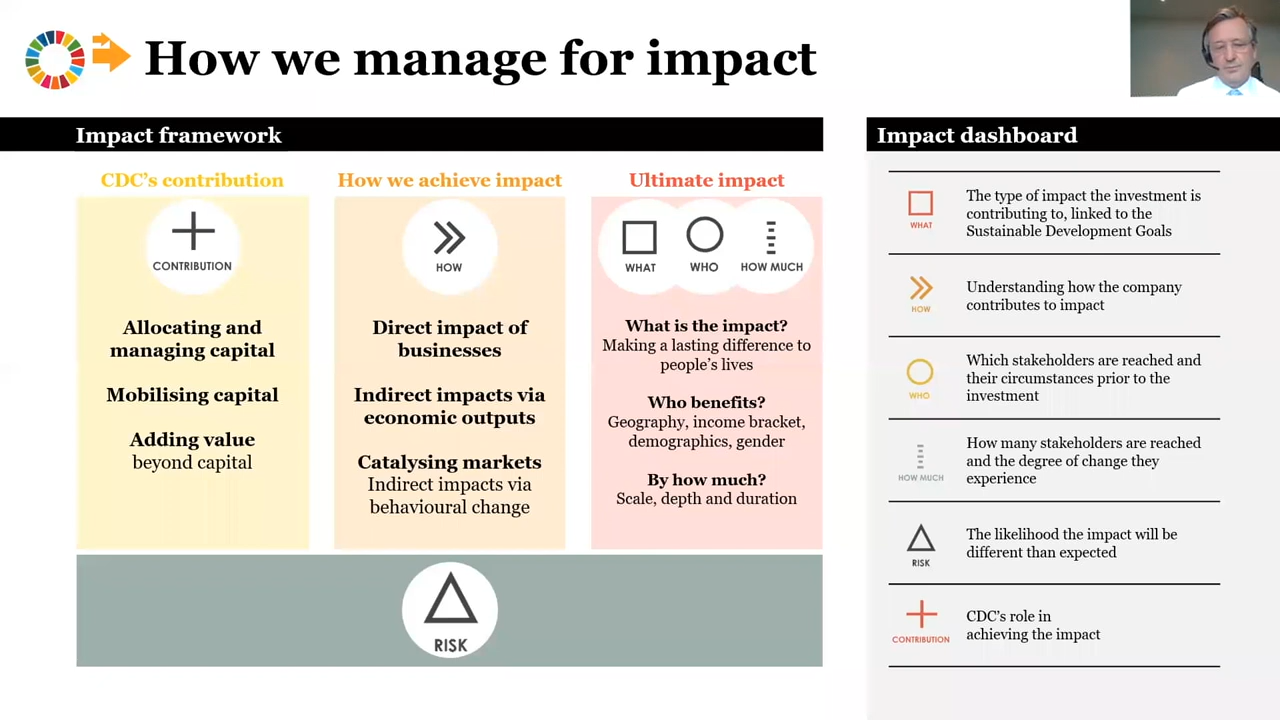 How we manage for impact
Impact framework
CDC's contribution
CONTRIBUTION
Allocating and
managing capital
Mobilising capital
Adding value
beyond capital
How we achieve impact
HOW
Direct impact of
businesses
Indirect impacts via
economic outputs
Catalysing markets
Indirect impacts via
behavioural change
Ultimate impact
WHAT
WHO
HOW MUCH
What is the impact?
Making a lasting difference to
people's lives
Who benefits?
Geography, income bracket,
demographics, gender
By how much?
Scale, depth and duration
RISK
Impact dashboard
WHAT
The type of impact the investment is
contributing to, linked to the
Sustainable Development Goals
HOW
Understanding how the company
contributes to impact
WHO
Which stakeholders are reached and
their circumstances prior to the
investment
HOW MUCH
How many stakeholders are reached
and the degree of change they
experience
RISK
The likelihood the impact will be
different than expected
CONTRIBUTION
CDC's role in
achieving the impact